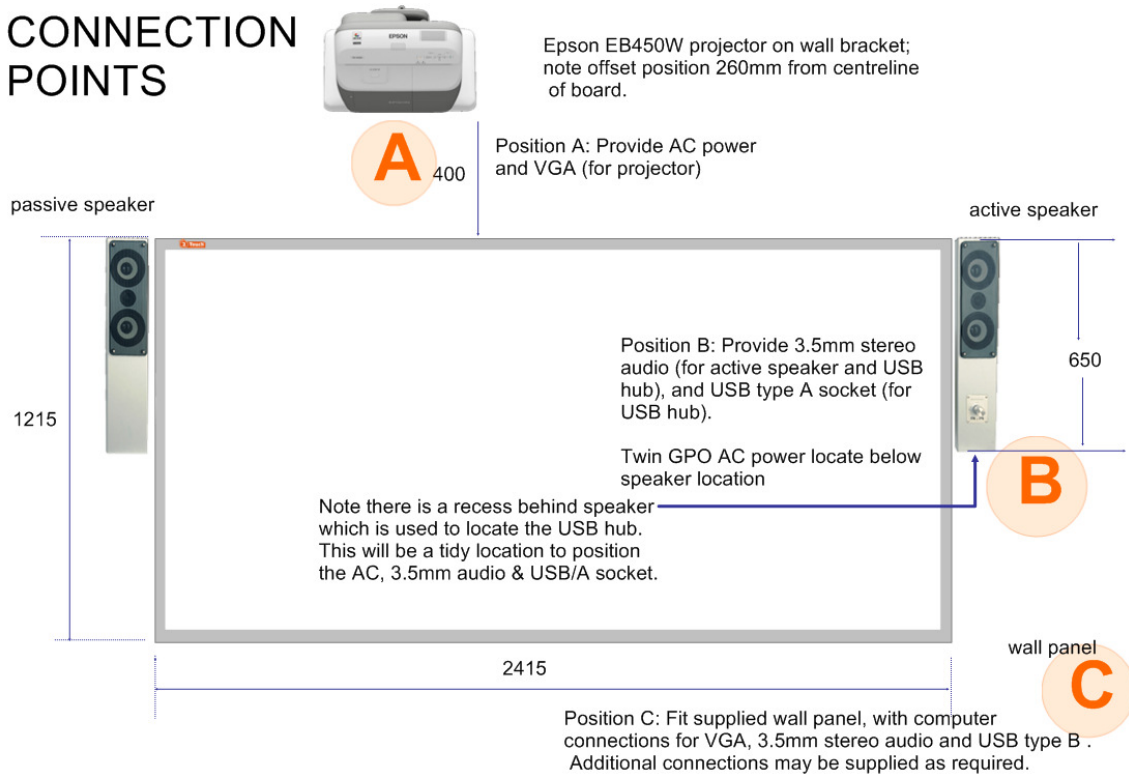 CONNECTION
POINTS
EPSON
Epson EB450W projector on wall bracket;
note offset position 260mm from centreline
of board.
A
400
Position A: Provide AC power
and VGA (for projector)
passive speaker
active speaker
Touch
Position B: Provide 3.5mm stereo
audio (for active speaker and USB
hub), and USB type A socket (for
USB hub).
650
1215
Twin GPO AC power locate below
speaker location
B
Note there is a recess behind speaker
which is used to locate the USB hub.
This will be a tidy location to position
the AC, 3.5mm audio & USB/A socket.
wall panel
C
2415
Position C: Fit supplied wall panel, with computer
connections for VGA, 3.5mm stereo audio and USB type B .
Additional connections may be supplied as required.